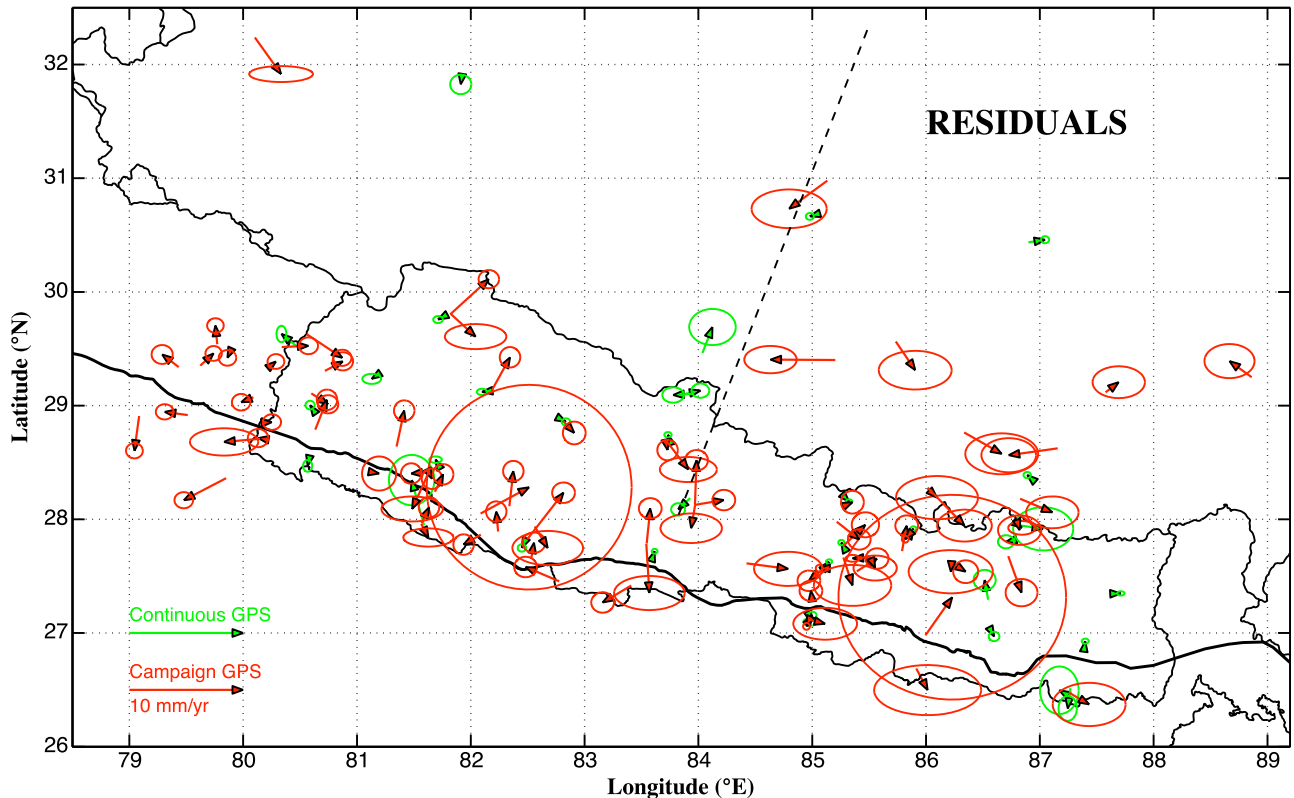 RESIDUALS
32
31
30
29
28
27
26
Latitude (°N)
Continuous GPS
Campaign GPS
10 mm/yr
79 80 81 82 83 84 85 86 87 88 89
Longitude (°E)